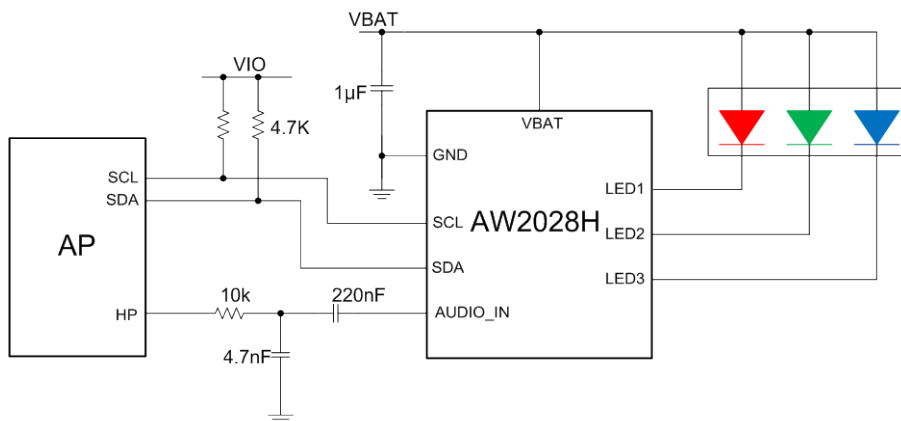 VBAT
VIO
1µF
4.7K
VBAT
GND
SCL
SDA
LED1
AP
SCL
AW2028H
LED2
SDA
LED3
10k
220nF
HP
AUDIO_IN
4.7nF